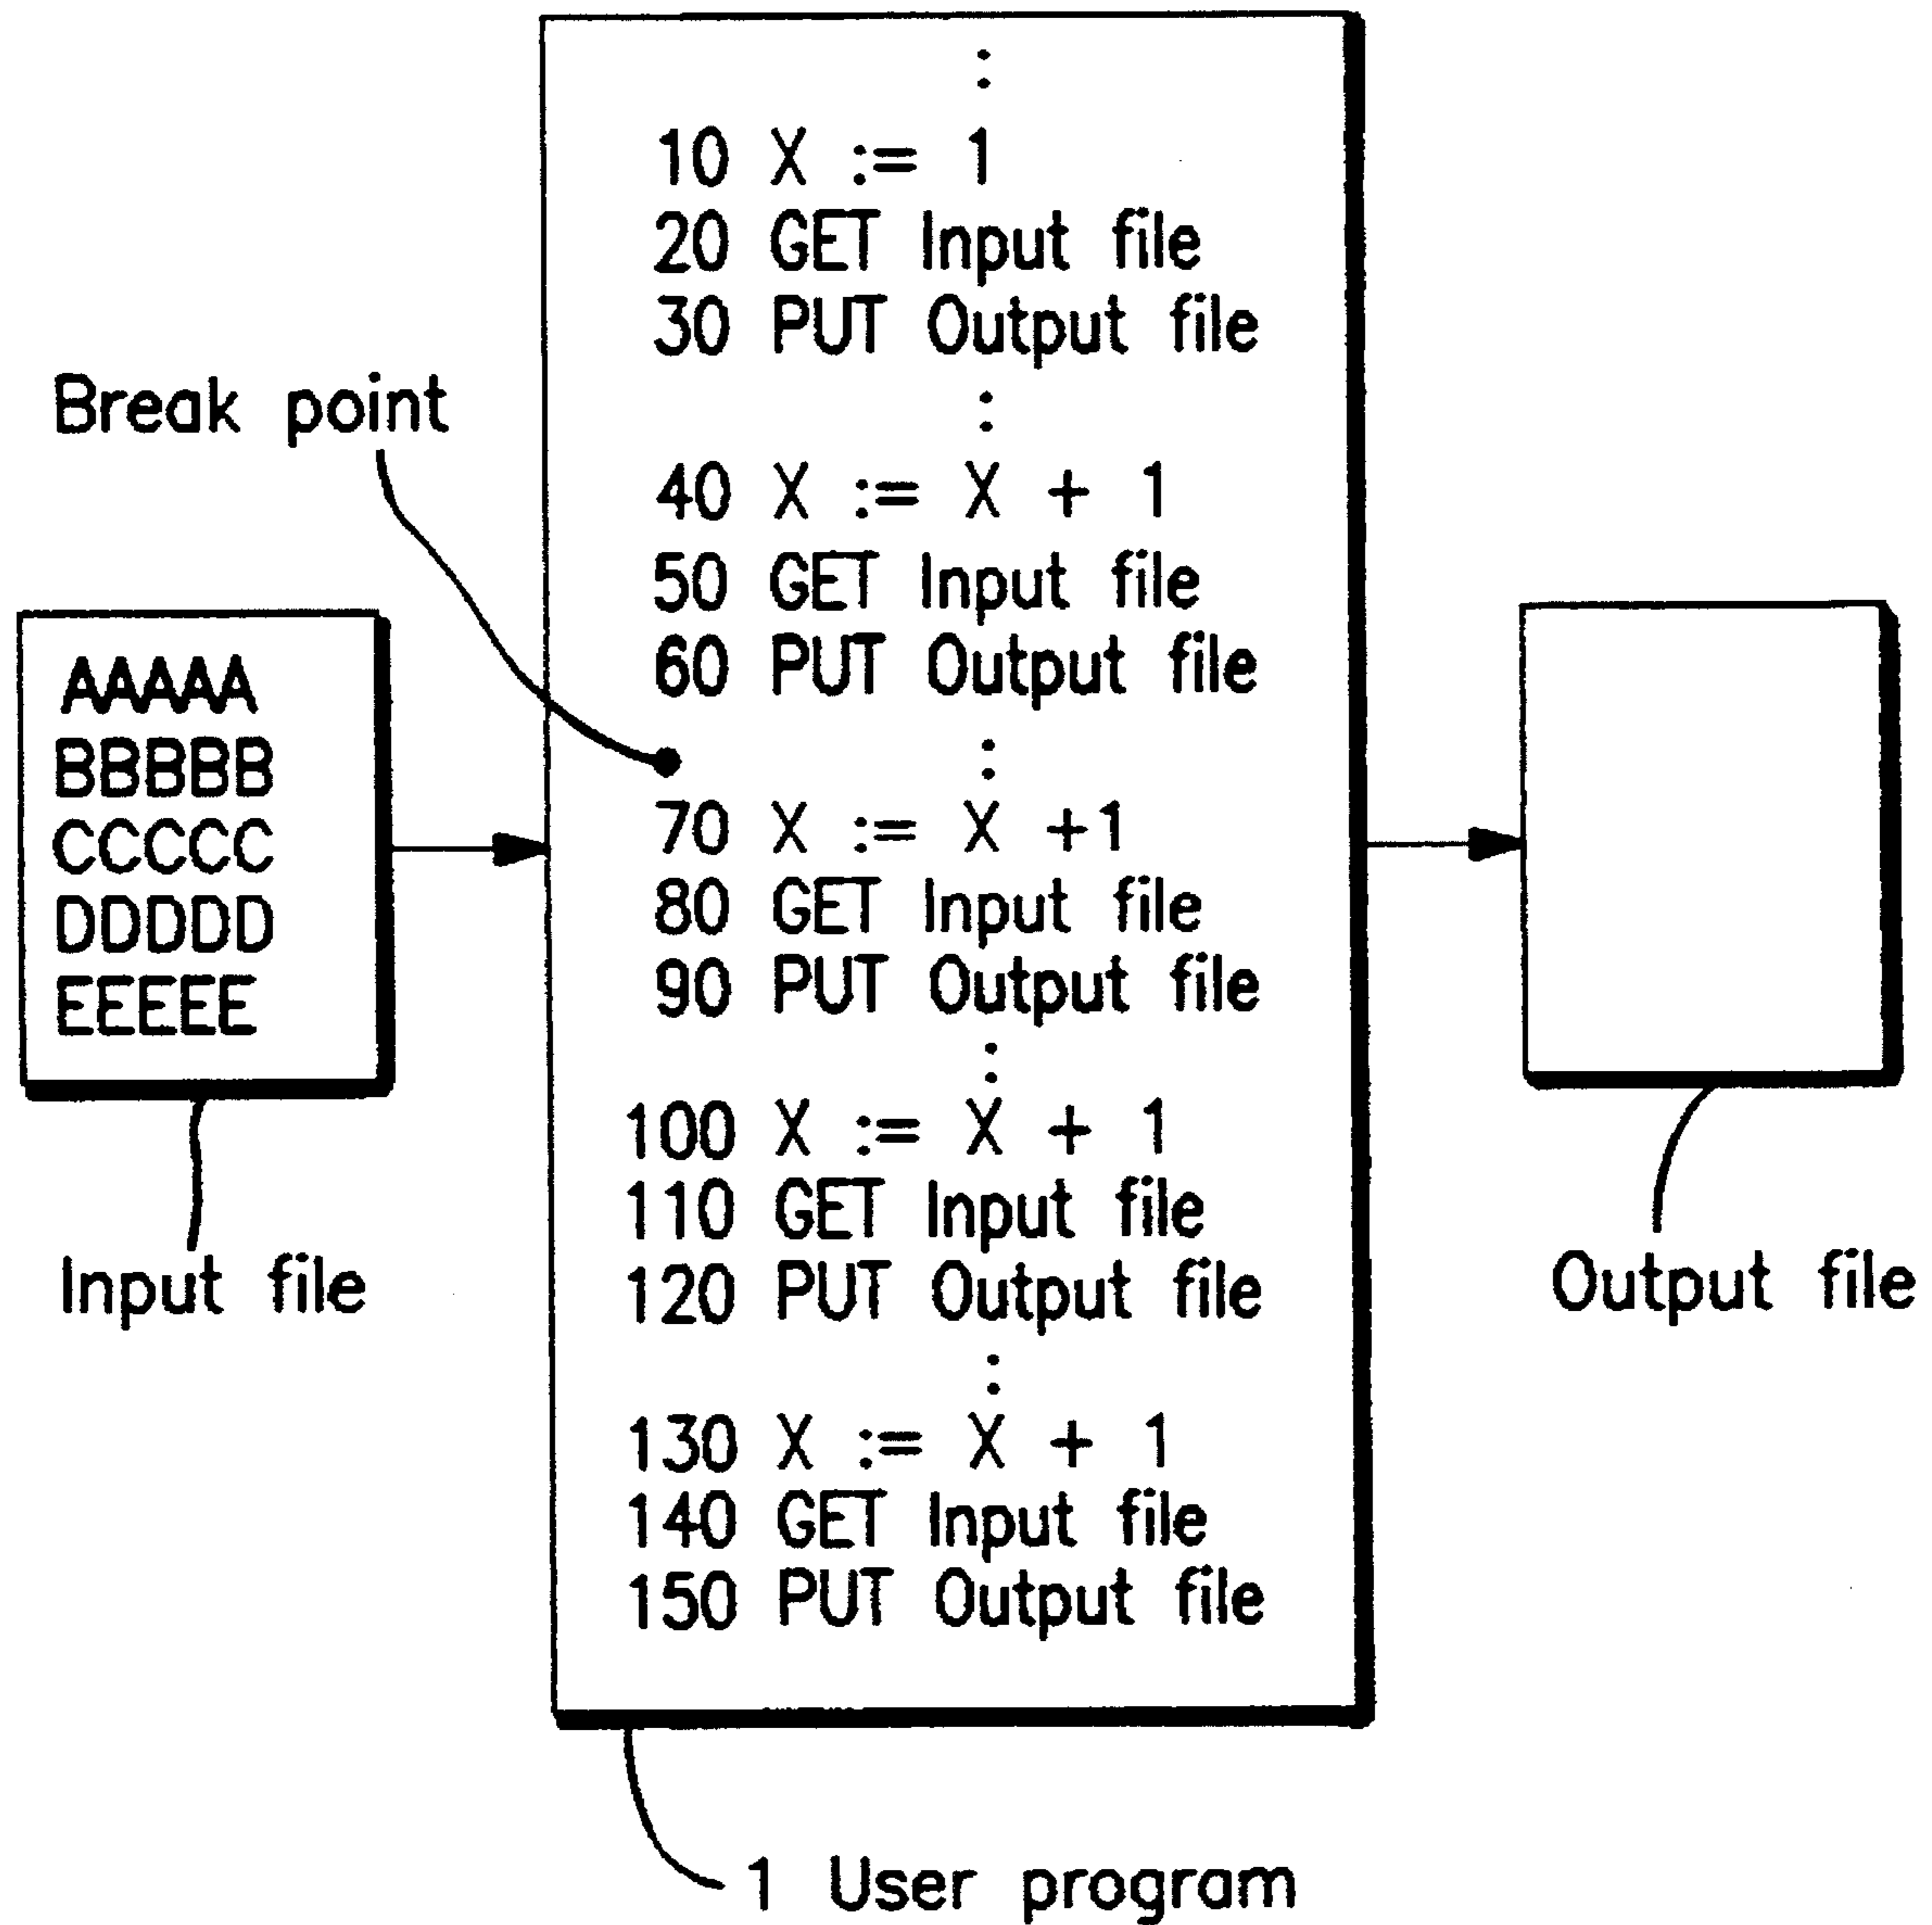 :
10 X := 1
20 GET Input file
30 PUT Output file
:
40 X := X + 1
50 GET Input file
60 PUT Output file
:
70 X := X +1
80 GET Input file
90 PUT Output file
:
100 X := X + 1
110 GET Input file
120 PUT Output file
:
130 X := X + 1
140 GET Input file
150 PUT Output file
Break point
AAAAA
BBBBB
CCCCC
DDDDD
EEEEE
Input file
Output file
1 User program